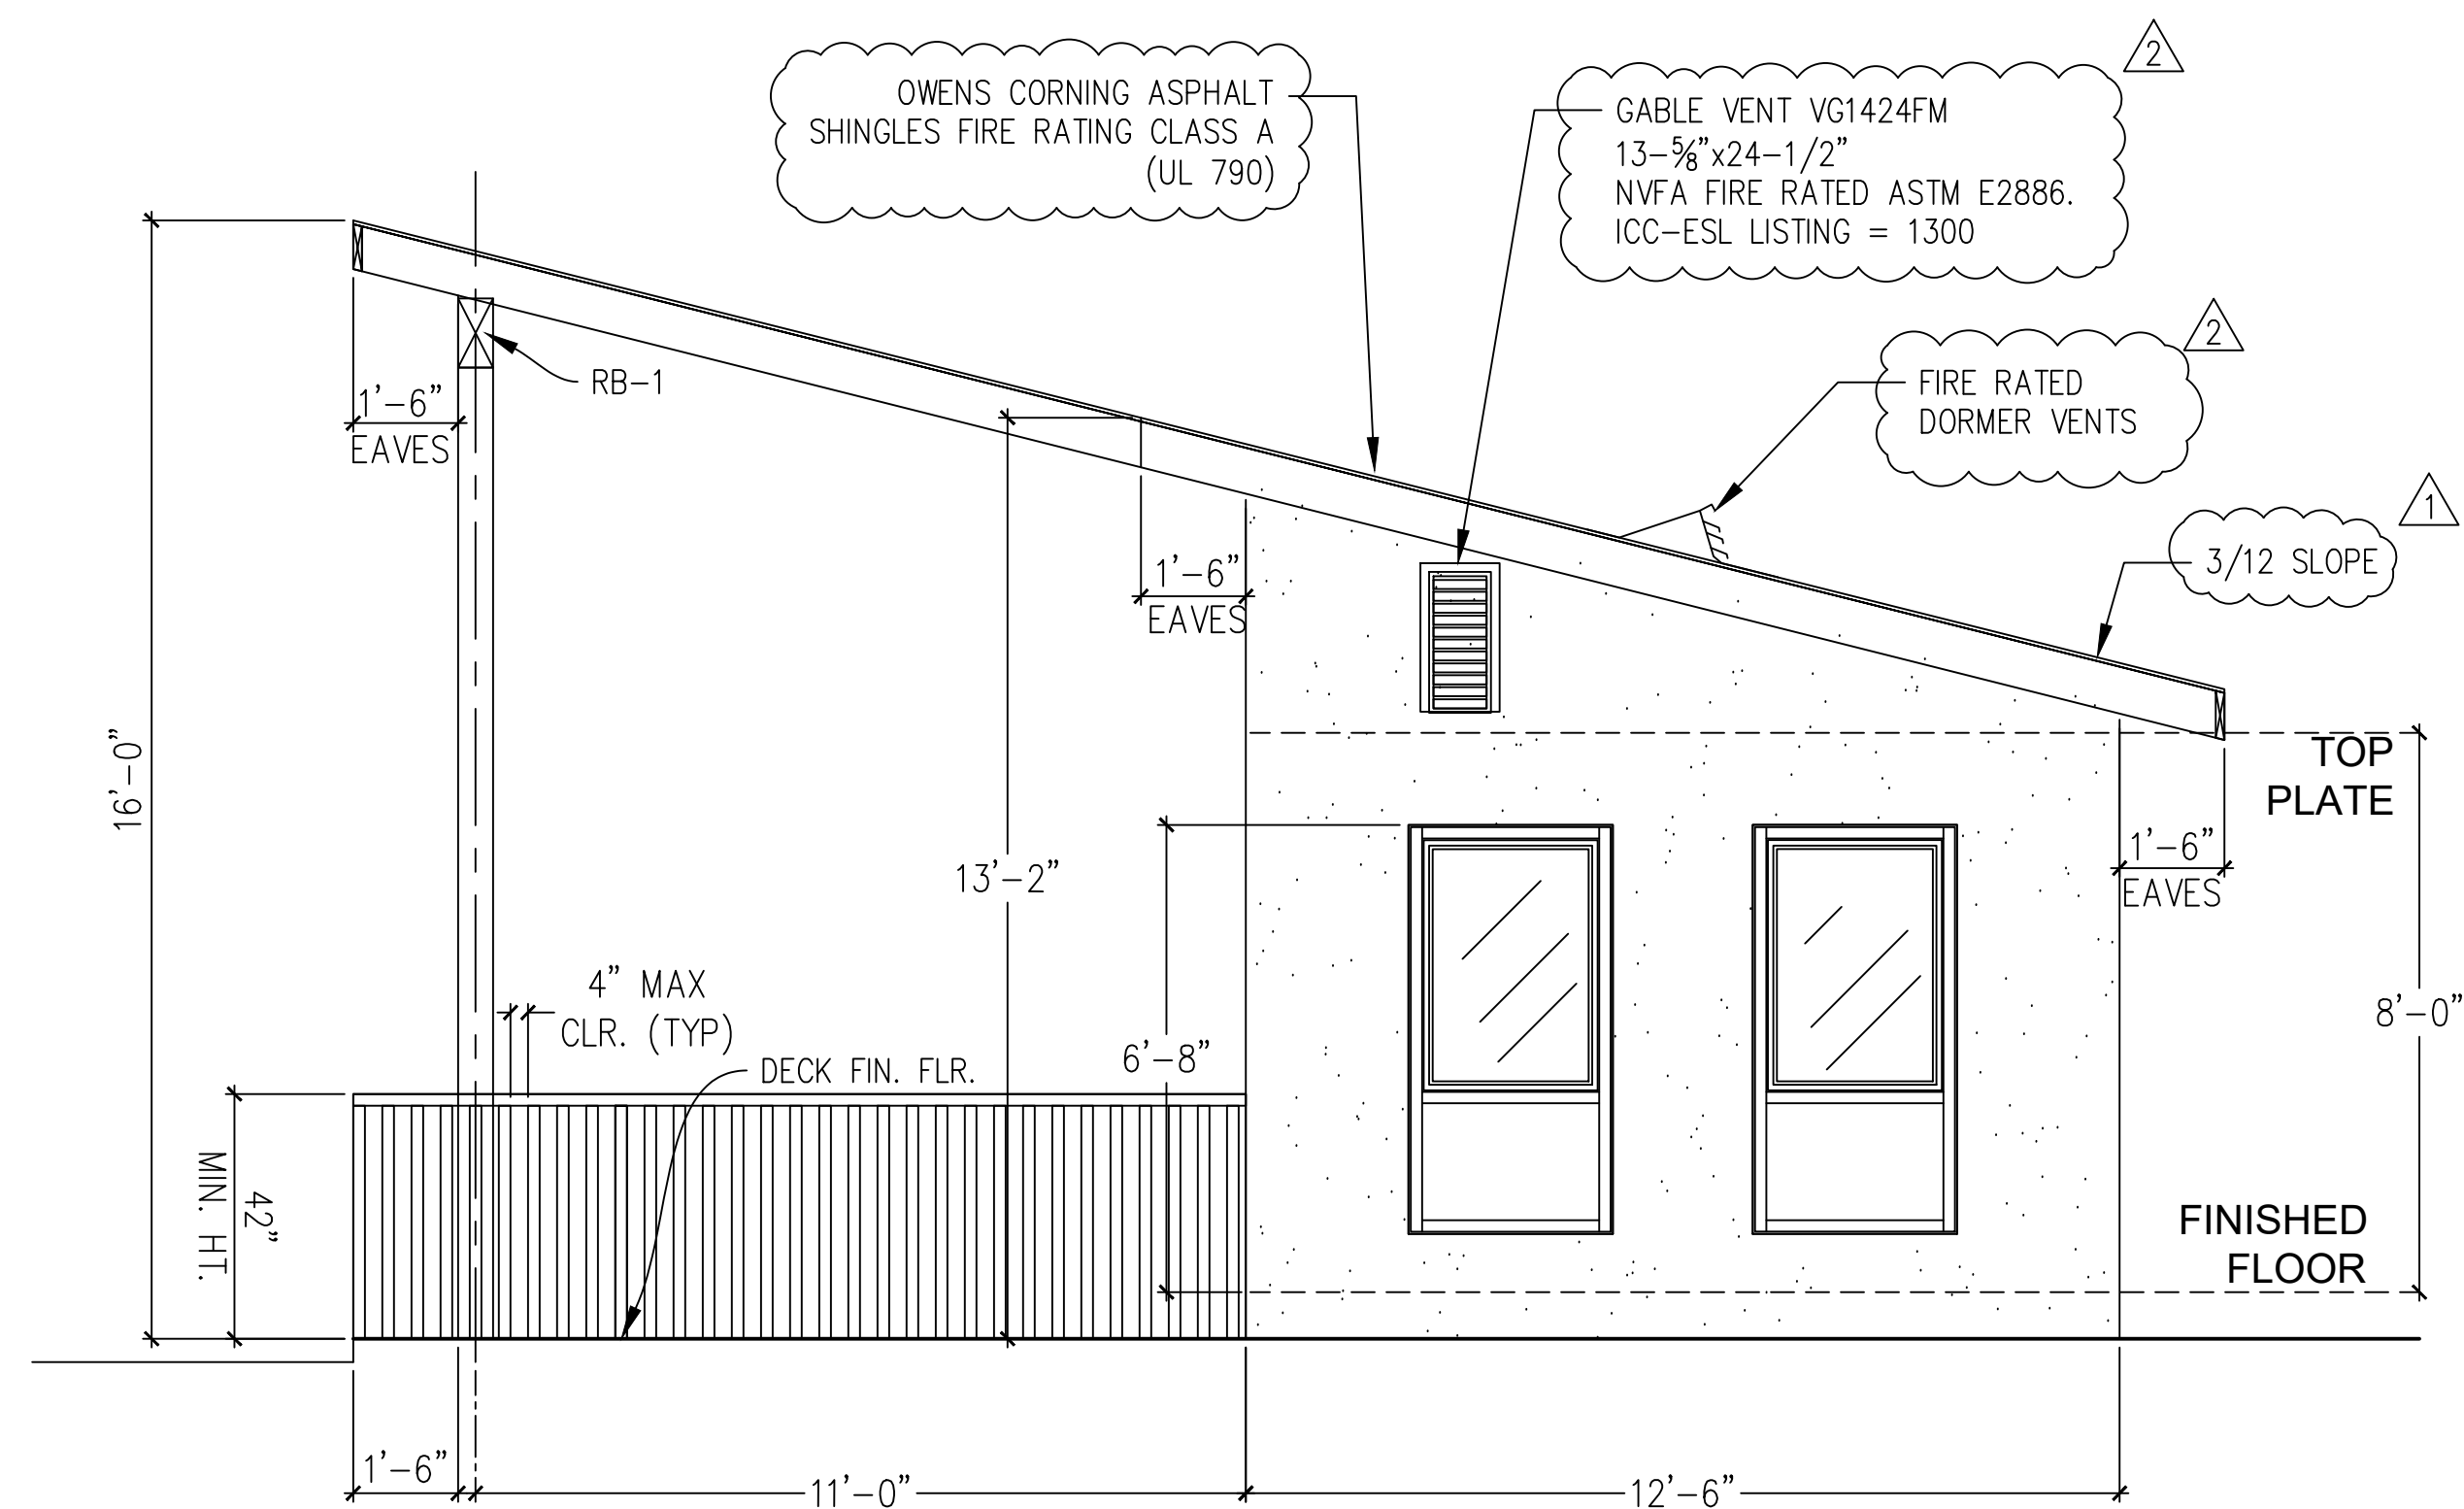 2
OWENS CORNING ASPHALT
SHINGLES FIRE RATING CLASS A
(UL 790)
GABLE VENT VG1424FM
13-⅝"x24-1/2"
NVFA FIRE RATED ASTM E2886.
ICC-ESL LISTING = 1300
2
FIRE RATED
DORMER VENTS
RB-1
1'-6"
EAVES
1
3/12 SLOPE
1'-6"
EAVES
16'-0"
TOP
PLATE
13'-2"
1'-6"
EAVES
4" MAX
CLR. (TYP)
8'-0"
6'-8"
DECK FIN. FLR.
42"
MIN. HT.
FINISHED
FLOOR
1'-6"
11'-0"
12'-6"